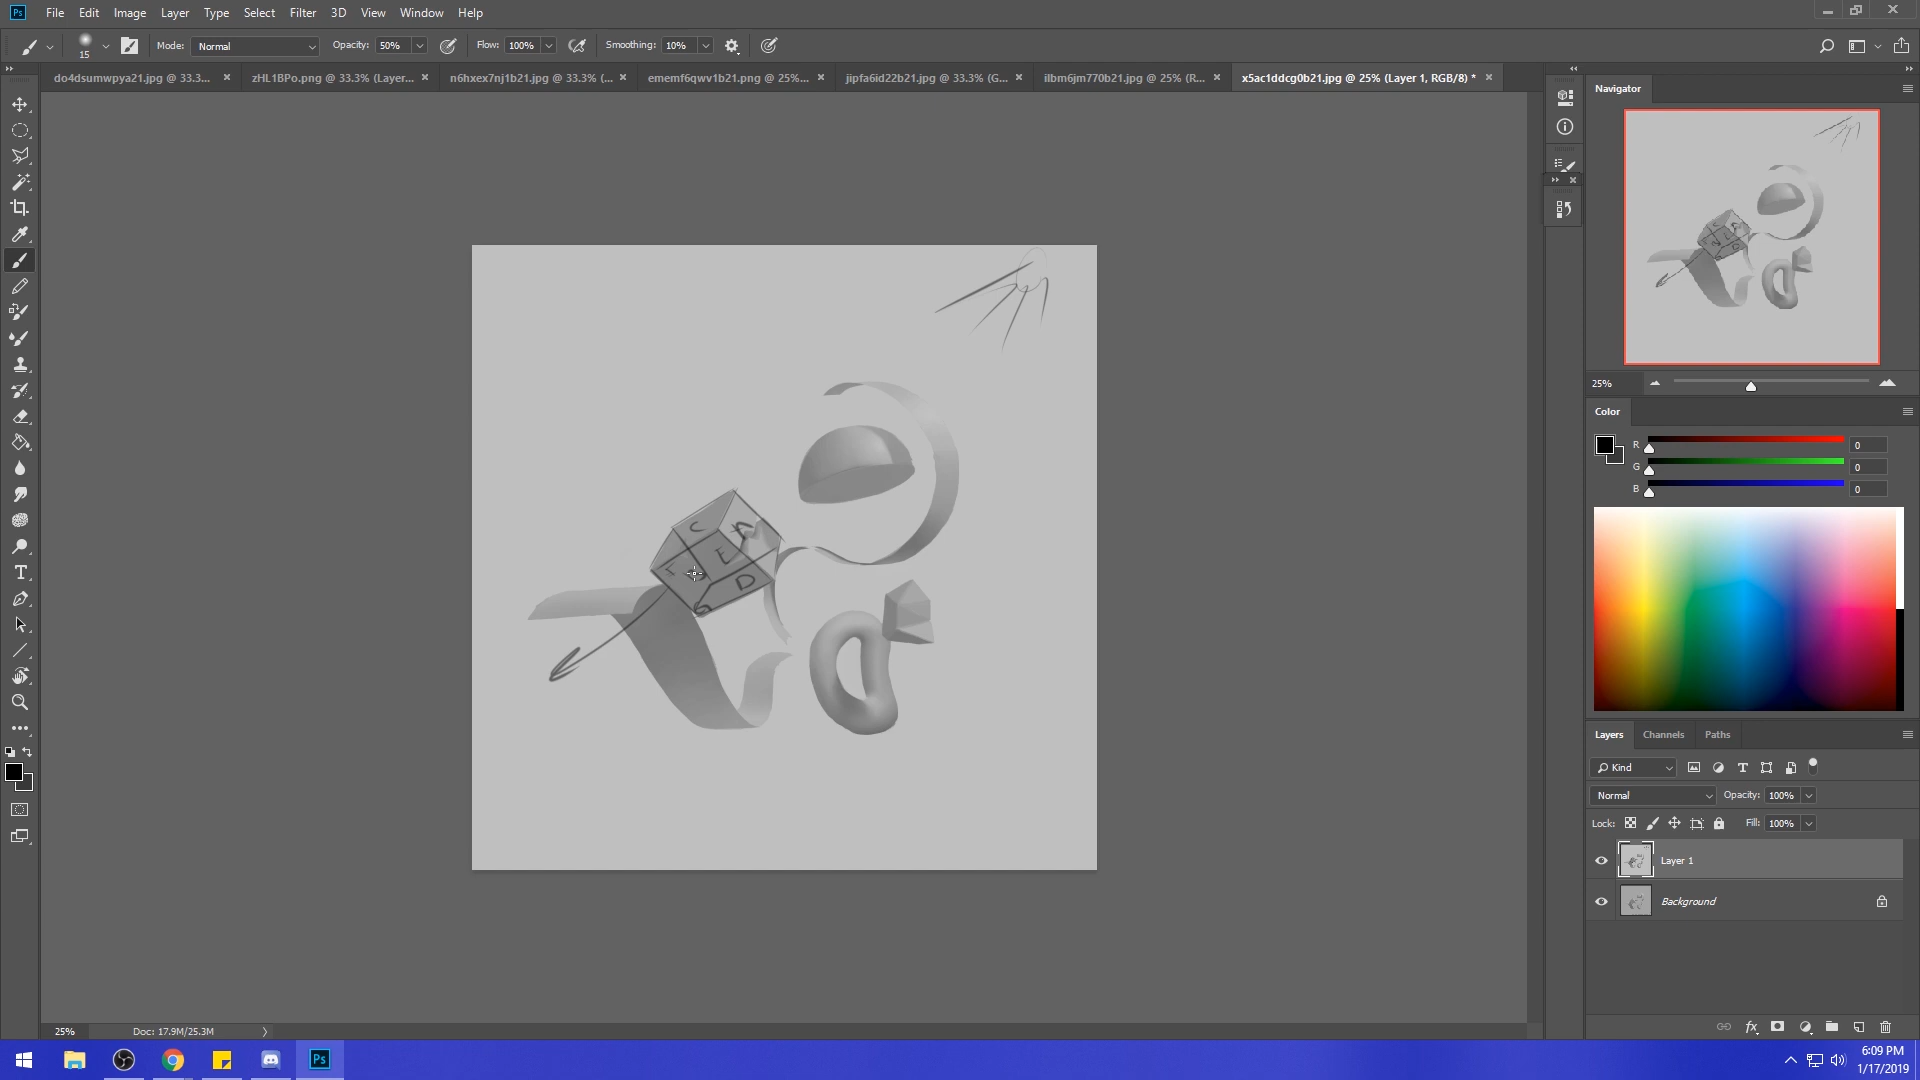 Ps File Edit Image Layer Type Select Filter 3D View Window Help
15 Mode: Normal Opacity: 50% Flow: 100% Smoothing: 10%
do4dsumwpya21.jpg @ 33.3... × zHL1BPo.png @ 33.3% (Layer... × n6hxex7nj1b21.jpg @ 33.3% (... × ememf6qwv1b21.png @ 25%... × jipfa6id22b21.jpg @ 33.3% (G... × ilbm6jm770b21.jpg @ 25% (R... × x5ac1ddcg0b21.jpg @ 25% (Layer 1, RGB/8) * ×
Navigator
25%
Color
R 0
G 0
B 0
C A
E
D
Layers Channels Paths
Kind
Normal Opacity: 100%
Lock: Fill: 100%
Layer 1
Background
fx
25% Doc: 17.9M/25.3M
Ps
6:09 PM
1/17/2019